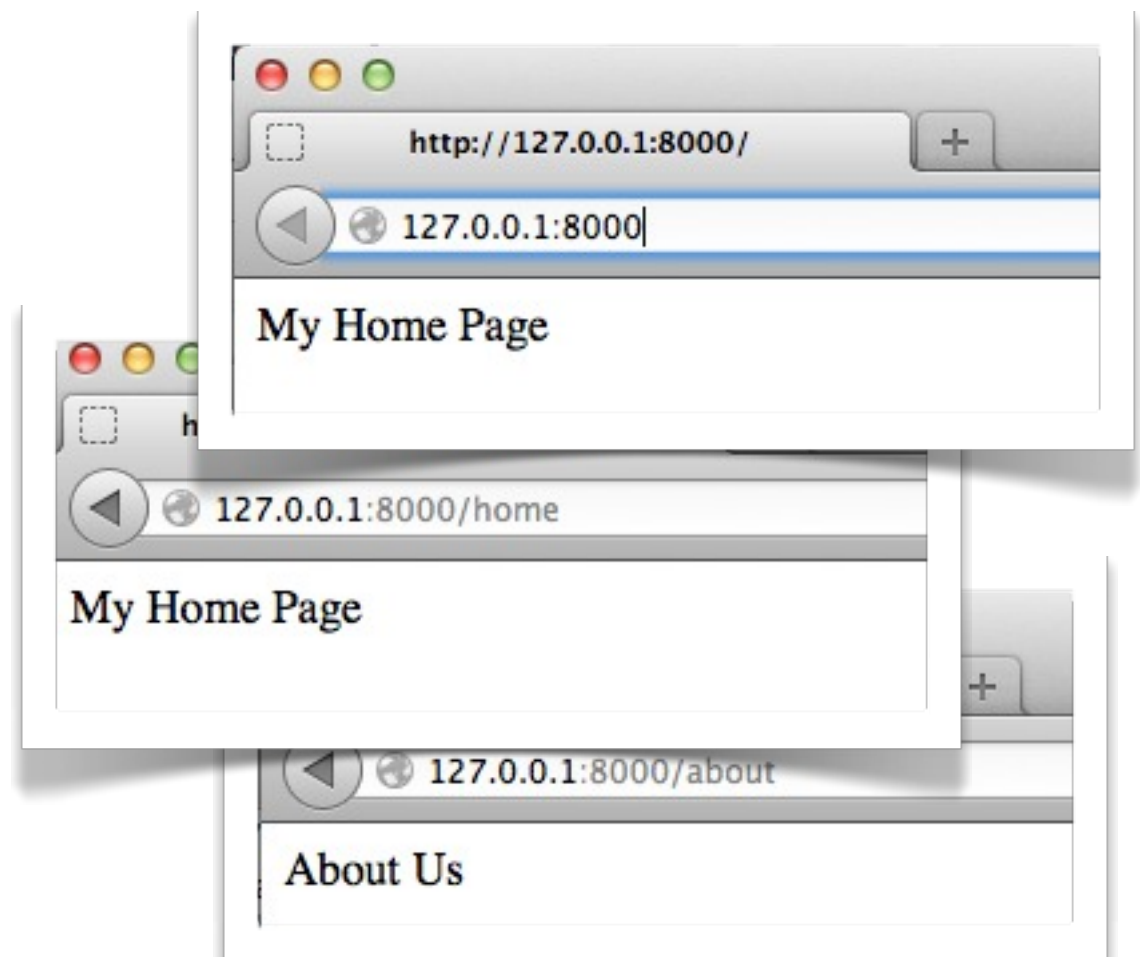 http://127.0.0.1:8000/
127.0.0.1:8000
My Home Page
h
127.0.0.1:8000/home
My Home Page
127.0.0.1:8000/about
About Us